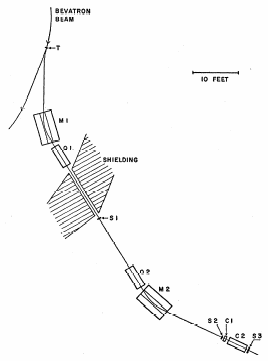 BEVATRON
BEAM
T
10 FEET
M1
Q1
SHIELDING
S1
Q2
M2
S2 C1
C2 S3